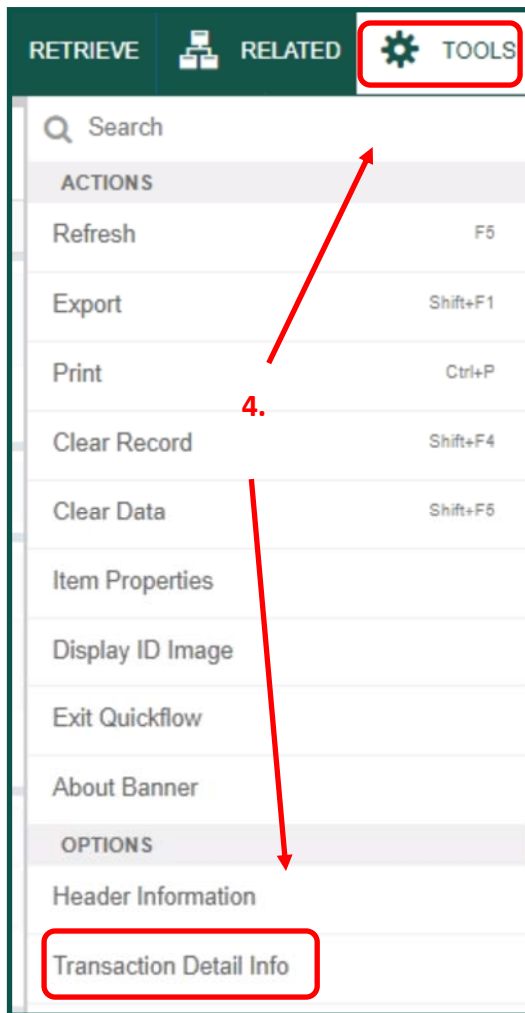 RETRIEVE RELATED TOOLS
Search
ACTIONS
Refresh F5
Export Shift+F1
Print Ctrl+P
4.
Clear Record Shift+F4
Clear Data Shift+F5
Item Properties
Display ID Image
Exit Quickflow
About Banner
OPTIONS
Header Information
Transaction Detail Info